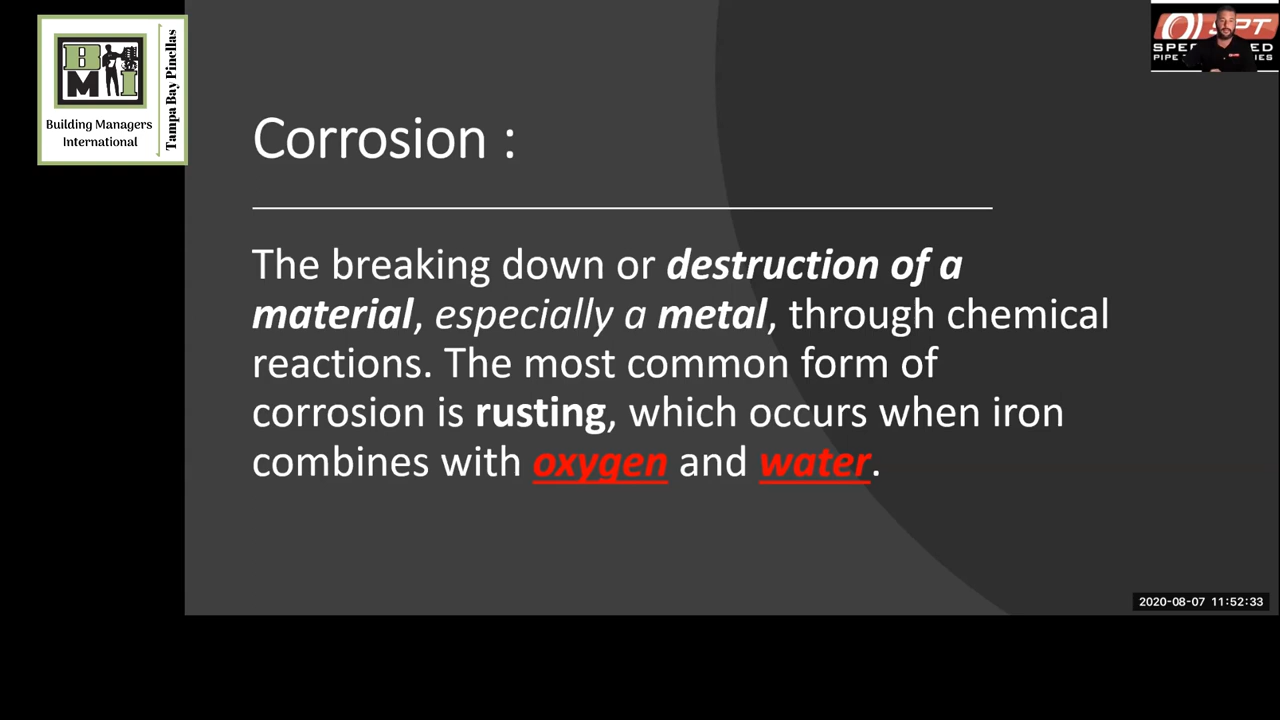 BMI
Building Managers
International
Tampa Bay Pinellas
SPT
Corrosion :
The breaking down or destruction of a
material, especially a metal, through chemical
reactions. The most common form of
corrosion is rusting, which occurs when iron
combines with oxygen and water.
2020-08-07 11:52:33